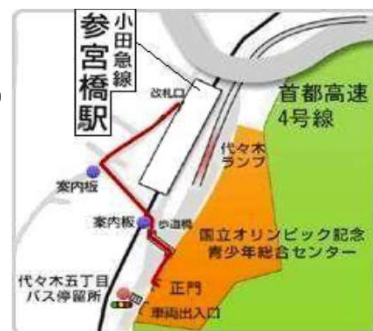 小田急線
参宮橋駅
改札口
首都高速
4号線
代々木
ランプ
案内板
案内板
歩道橋
国立オリンピック記念
青少年総合センター
代々木五丁目
バス停留所
正門
車両出入口